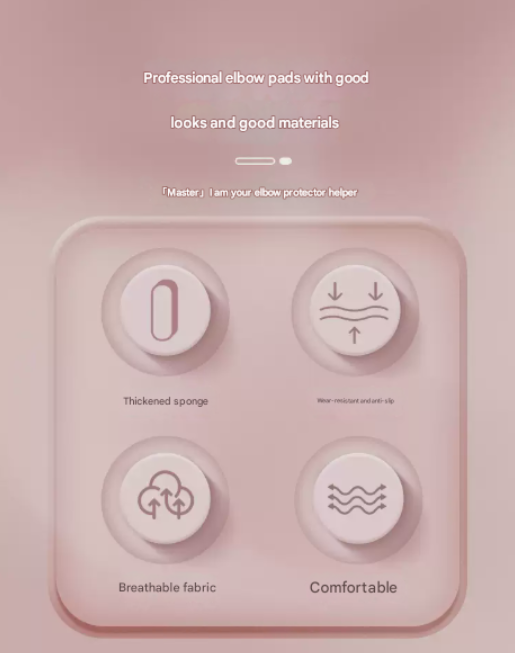 Professional elbow pads with good
looks and good materials
「Master」 I am your elbow protector helper
Thickened sponge
Wear-resistant and anti-slip
Breathable fabric
Comfortable